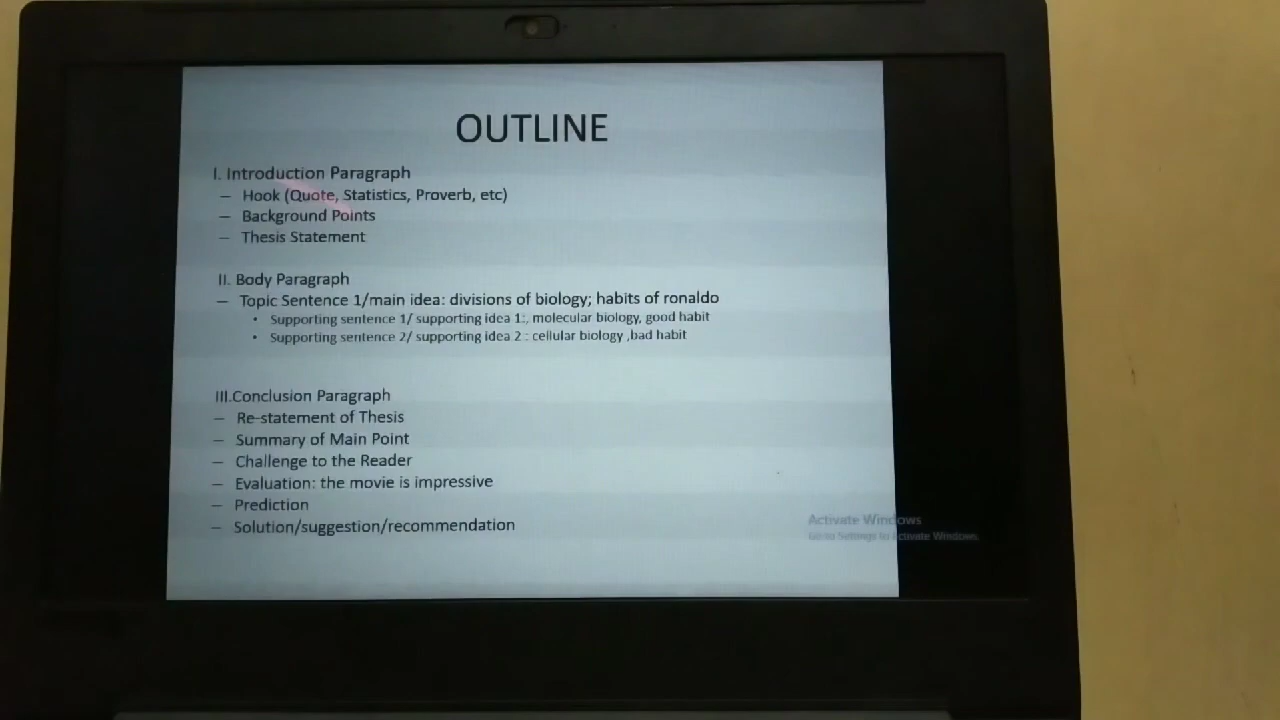 OUTLINE
I. Introduction Paragraph
– Hook (Quote, Statistics, Proverb, etc)
– Background Points
– Thesis Statement
II. Body Paragraph
– Topic Sentence 1/main idea: divisions of biology; habits of ronaldo
• Supporting sentence 1/ supporting idea 1:, molecular biology, good habit
• Supporting sentence 2/ supporting idea 2 : cellular biology ,bad habit
III.Conclusion Paragraph
– Re-statement of Thesis
– Summary of Main Point
– Challenge to the Reader
– Evaluation: the movie is impressive
– Prediction
– Solution/suggestion/recommendation
Activate Windows
Go to Settings to Activate Windows.